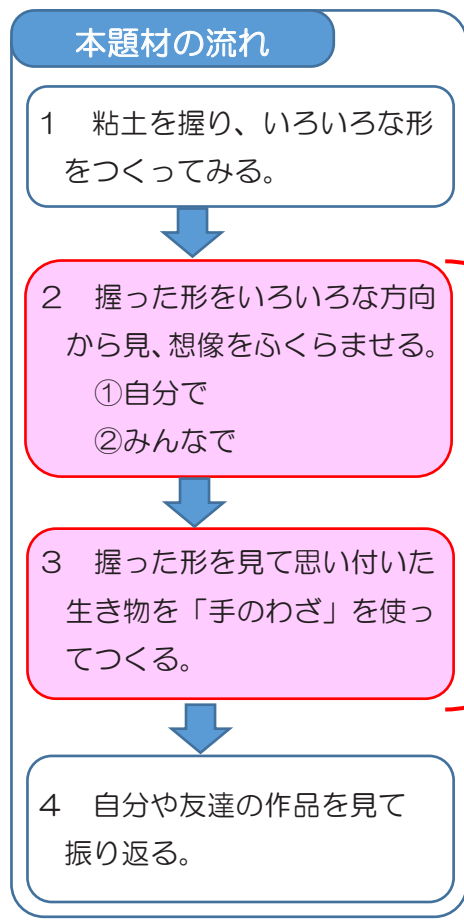 本題材の流れ
１　粘土を握り、いろいろな形
をつくってみる。
２　握った形をいろいろな方向
から見、想像をふくらませる。
①自分で
②みんなで
３　握った形を見て思い付いた
生き物を「手のわざ」を使っ
てつくる。
４　自分や友達の作品を見て
振り返る。